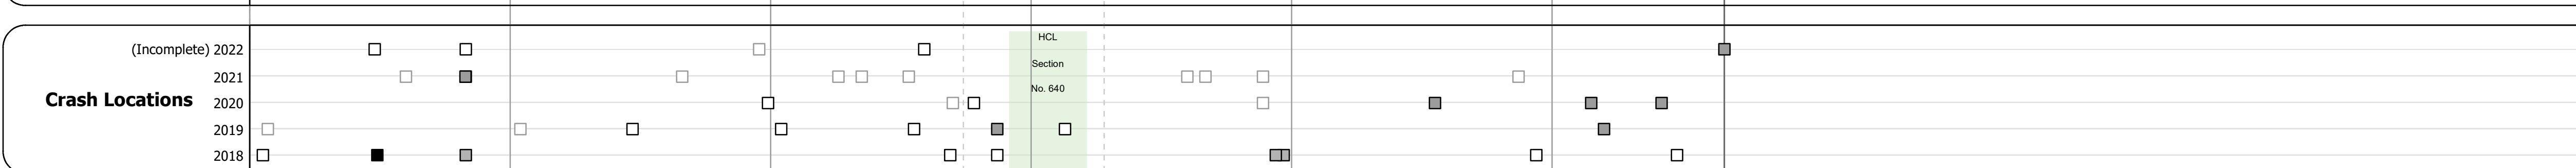 HCL
(Incomplete) 2022
Section
2021
No. 640
Crash Locations
2020
2019
2018